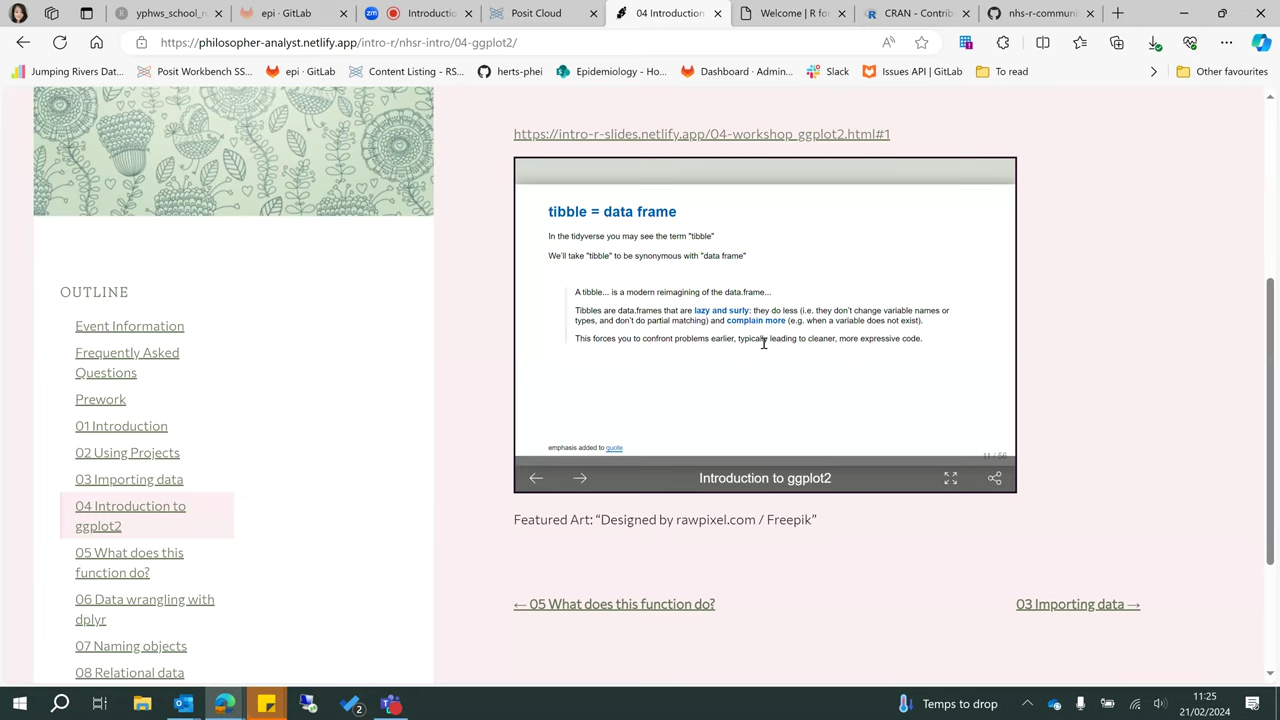 yphws_school_r
epi · GitLab
Introductic
Posit Cloud
04 Introduction
Welcome | R fo
CRAN - Contrib
nhs-r-commun
https://philosopher-analyst.netlify.app/intro-r/nhsr-intro/04-ggplot2/
Jumping Rivers Dat...
Posit Workbench SS...
epi · GitLab
Content Listing - RS...
herts-phei
Epidemiology - Ho...
Dashboard · Admin...
Slack
Issues API | GitLab
To read
Other favourites
https://intro-r-slides.netlify.app/04-workshop_ggplot2.html#1
tibble = data frame
In the tidyverse you may see the term "tibble"
We'll take "tibble" to be synonymous with "data frame"
A tibble... is a modern reimagining of the data.frame...
Tibbles are data.frames that are lazy and surly: they do less (i.e. they don't change variable names or
types, and don't do partial matching) and complain more (e.g. when a variable does not exist).
This forces you to confront problems earlier, typically leading to cleaner, more expressive code.
emphasis added to quote
11 / 56
Introduction to ggplot2
Featured Art: “Designed by rawpixel.com / Freepik”
← 05 What does this function do?
03 Importing data →
OUTLINE
Event Information
Frequently Asked
Questions
Prework
01 Introduction
02 Using Projects
03 Importing data
04 Introduction to
ggplot2
05 What does this
function do?
06 Data wrangling with
dplyr
07 Naming objects
08 Relational data
2
Temps to drop
11:25
21/02/2024